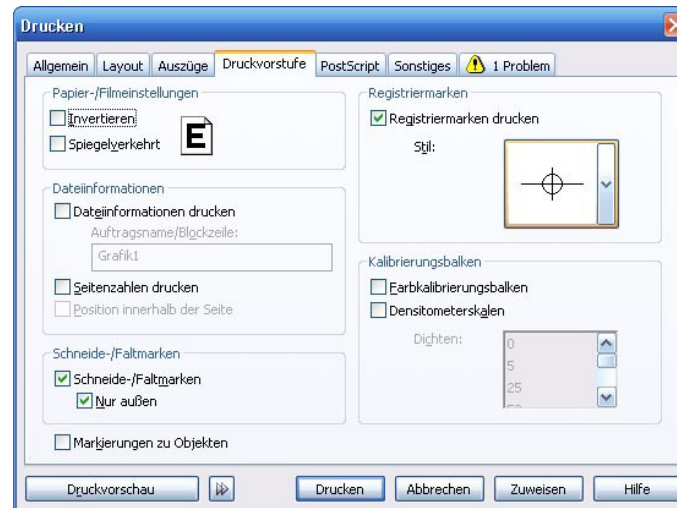 Drucken
Allgemein Layout Auszüge Druckvorstufe PostScript Sonstiges 1 Problem
Papier-/Filmeinstellungen
Invertieren
Spiegelverkehrt
E
Dateiinformationen
Dateiinformationen drucken
Auftragsname/Blockzeile:
Grafik1
Seitenzahlen drucken
Position innerhalb der Seite
Schneide-/Faltmarken
Schneide-/Faltmarken
Nur außen
Markierungen zu Objekten
Registriermarken
Registriermarken drucken
Stil:
Kalibrierungsbalken
Farbkalibrierungsbalken
Densitometerskalen
Dichten:
0
5
25
Druckvorschau Drucken Abbrechen Zuweisen Hilfe